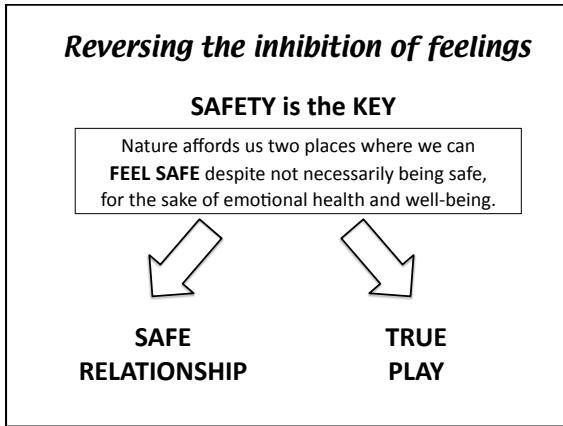 Reversing the inhibition of feelings
SAFETY is the KEY
Nature affords us two places where we can
FEEL SAFE despite not necessarily being safe,
for the sake of emotional health and well-being.
SAFE
RELATIONSHIP
TRUE
PLAY